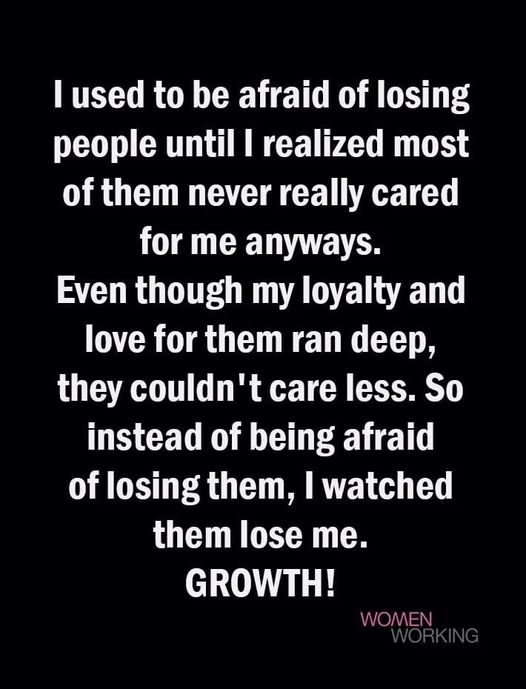 I used to be afraid of losing
people until I realized most
of them never really cared
for me anyways.
Even though my loyalty and
love for them ran deep,
they couldn't care less. So
instead of being afraid
of losing them, I watched
them lose me.
GROWTH!
WOMEN
WORKING